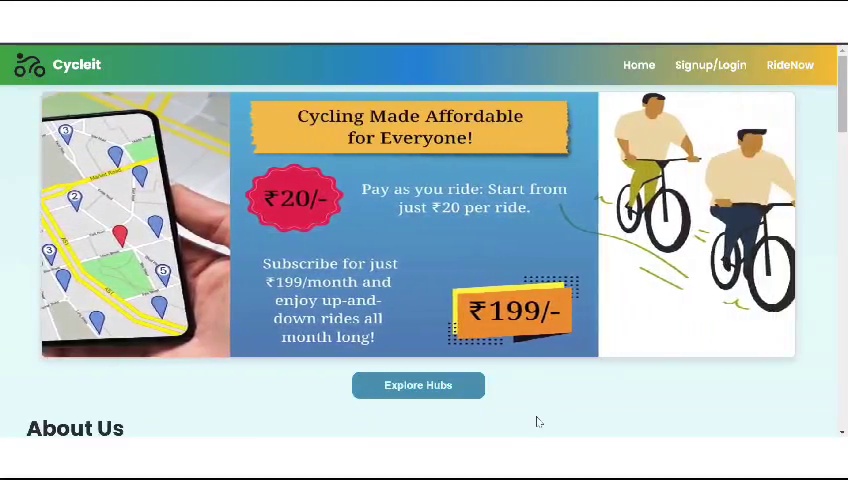 Cycleit
Home Signup/Login RideNow
Cycling Made Affordable
for Everyone!
₹20/-
Pay as you ride: Start from
just ₹20 per ride.
Subscribe for just
₹199/month and
enjoy up-and-
down rides all
month long!
₹199/-
3
2
3
5
Explore Hubs
About Us